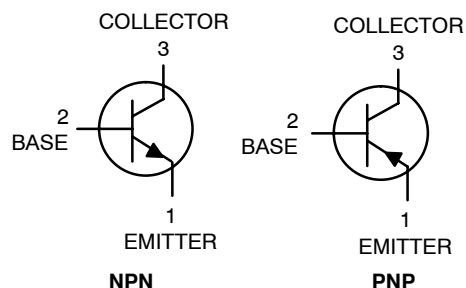 COLLECTOR
3
2
BASE
1
EMITTER
NPN
COLLECTOR
3
2
BASE
1
EMITTER
PNP